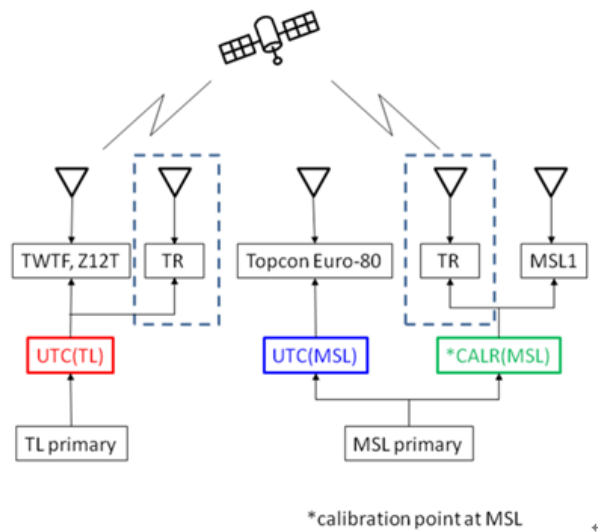 TWTF, Z12T
TR
Topcon Euro-80
TR
MSL1
UTC(TL)
UTC(MSL)
*CALR(MSL)
TL primary
MSL primary
*calibration point at MSL